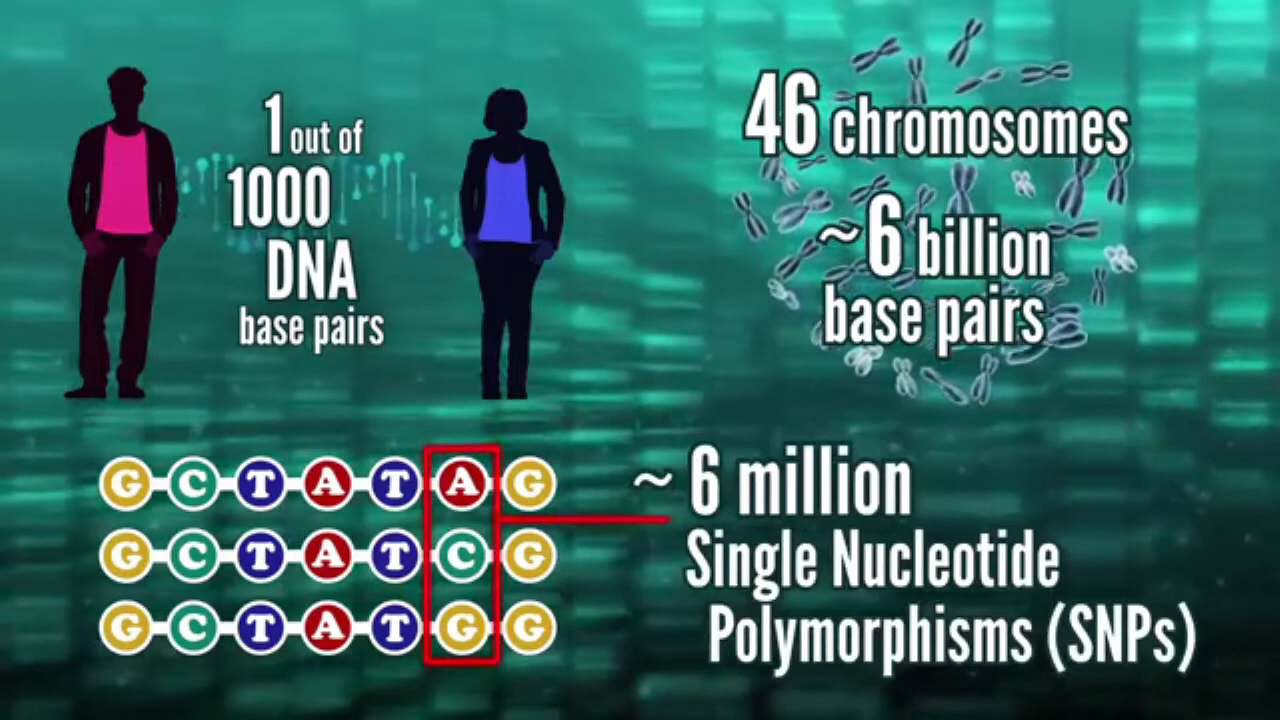 1 out of
1000
DNA
base pairs
46 chromosomes
~6 billion
base pairs
G C T A T A G
G C T A T C G
G C T A T G G
~ 6 million
Single Nucleotide
Polymorphisms (SNPs)